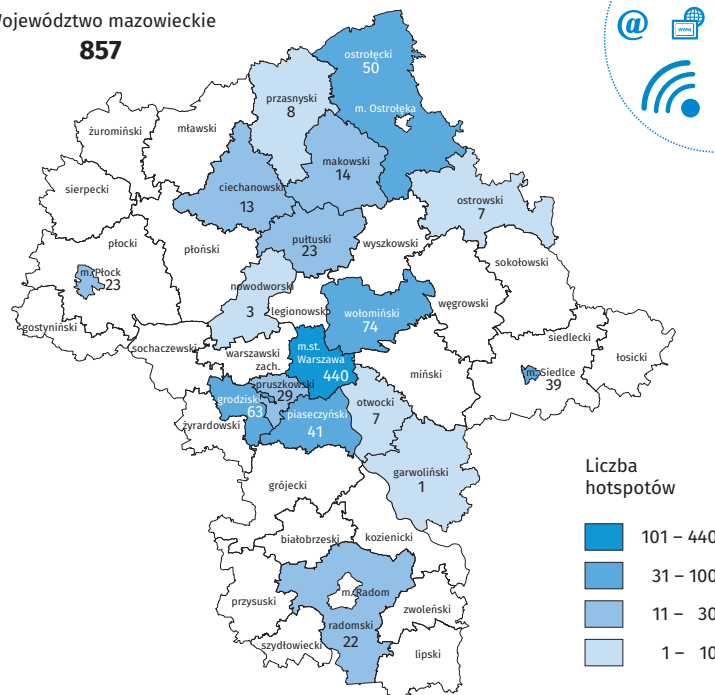 Województwo mazowieckie
857
@
www
ostrołęcki
50
przasnyski
8
m. Ostrołęka
żuromiński
mławski
makowski
14
sierpecki
ciechanowski
13
ostrowski
7
płocki
płoński
pułtuski
23
wyszkowski
sokołowski
m. Płock
23
nowodworski
3
legionowski
wołomiński
74
węgrowski
gostyniński
sochaczewski
warszawski
zach.
m.st.
Warszawa
440
siedlecki
łosicki
miński
m. Siedlce
39
pruszkowski
29
grodziski
63
otwocki
7
piaseczyński
41
żyrardowski
garwoliński
1
grójecki
Liczba
hotspotów
białobrzeski
kozienicki
101 – 440
31 – 100
m. Radom
przysuski
zwoleński
11 – 30
radomski
22
szydłowiecki
lipski
1 – 10